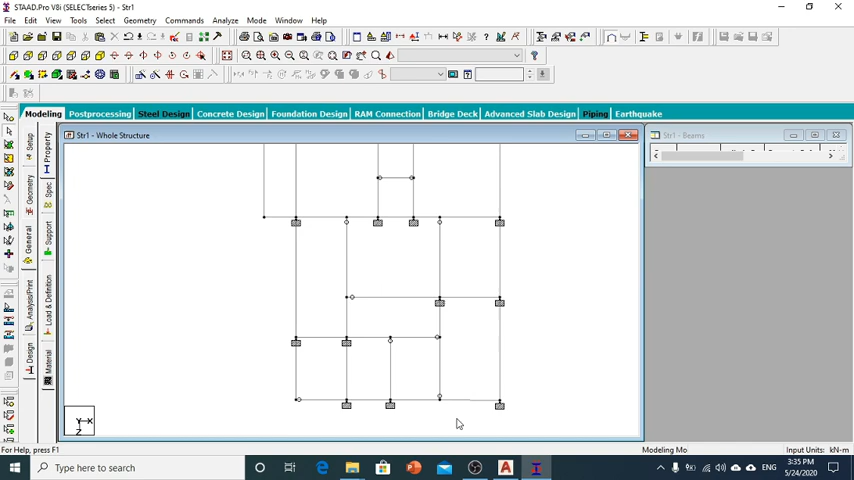 STAAD.Pro V8i (SELECTseries 5) - Str1
File Edit View Tools Select Geometry Commands Analyze Mode Window Help
Modeling Postprocessing Steel Design Concrete Design Foundation Design RAM Connection Bridge Deck Advanced Slab Design Piping Earthquake
Setup
Geometry
General
Analysis/Print
Design
Property
Spec
Support
Load & Definition
Material
Str1 - Whole Structure
Str1 - Beams
Y X
Z
For Help, press F1
Modeling Mo
Input Units: kN-m
Type here to search
ENG
3:35 PM
5/24/2020